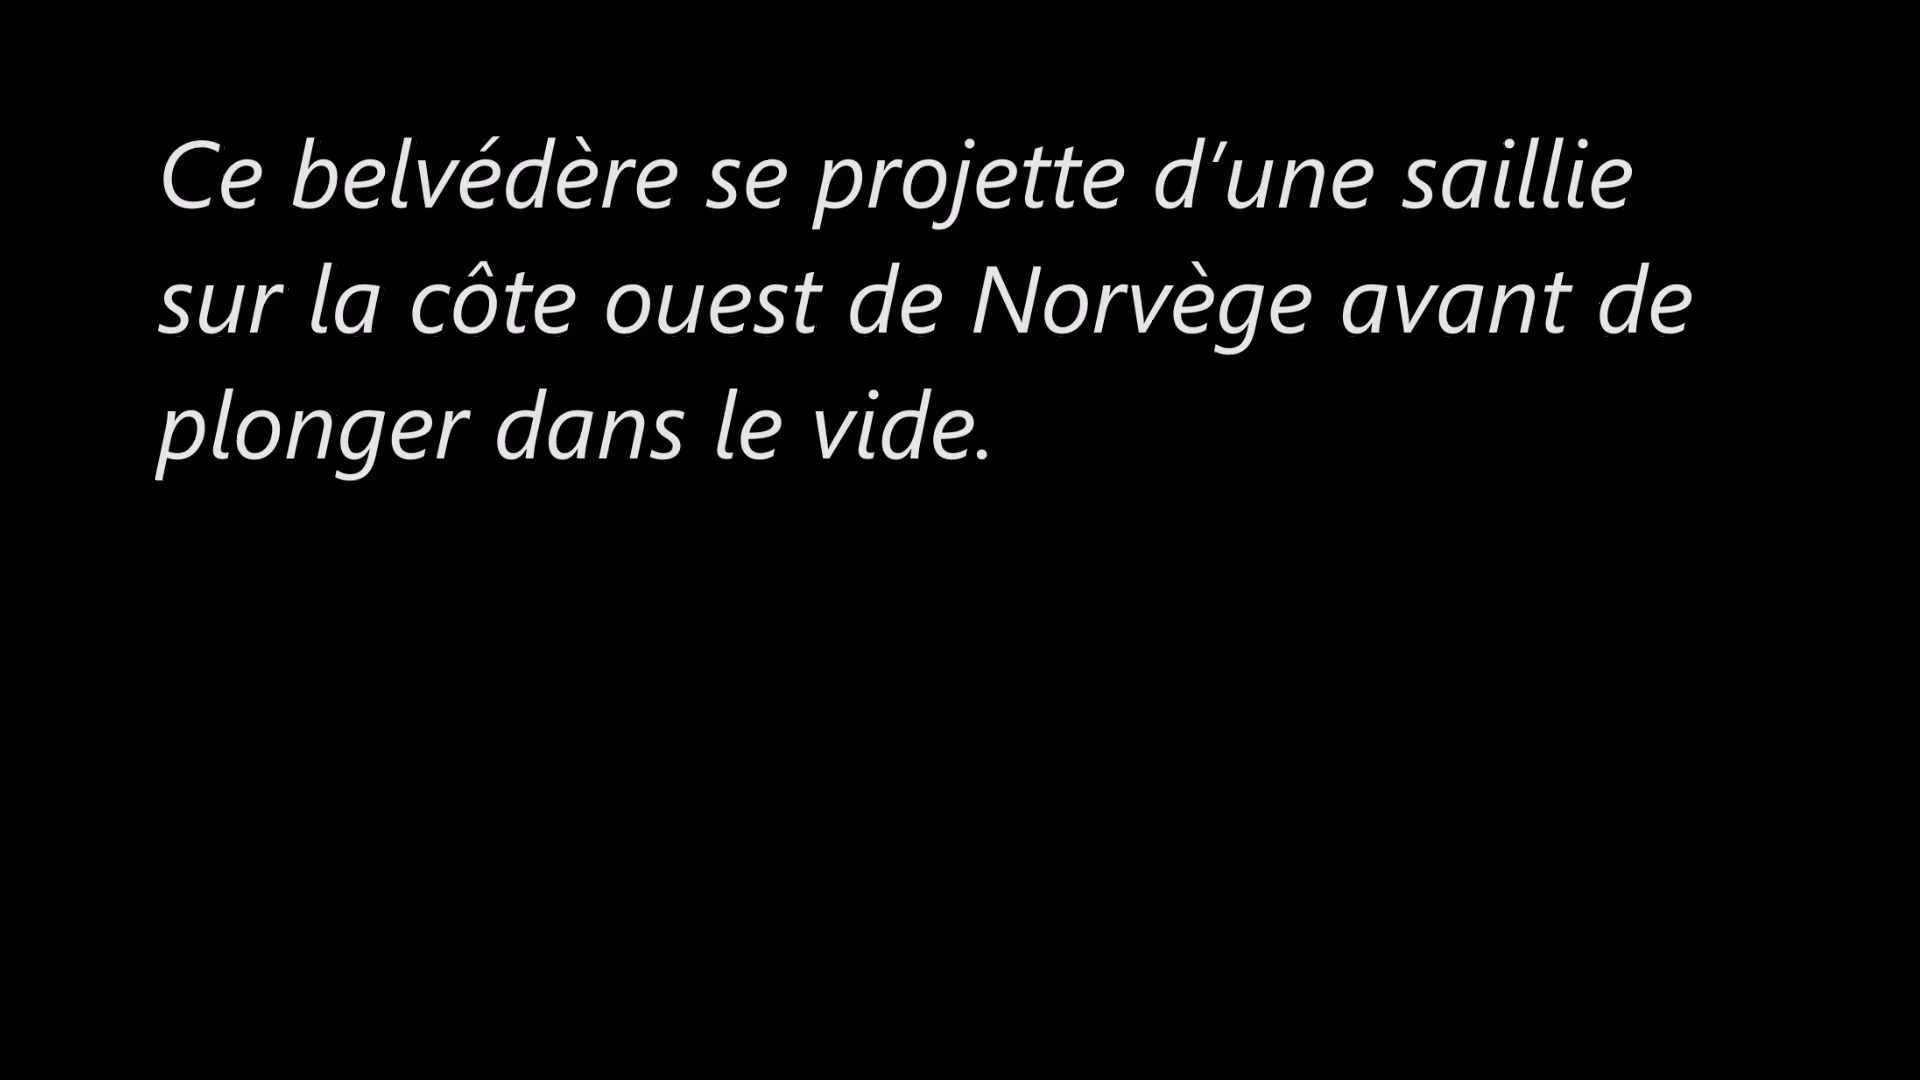 Ce belvédère se projette d’une saillie
sur la côte ouest de Norvège avant de
plonger dans le vide.